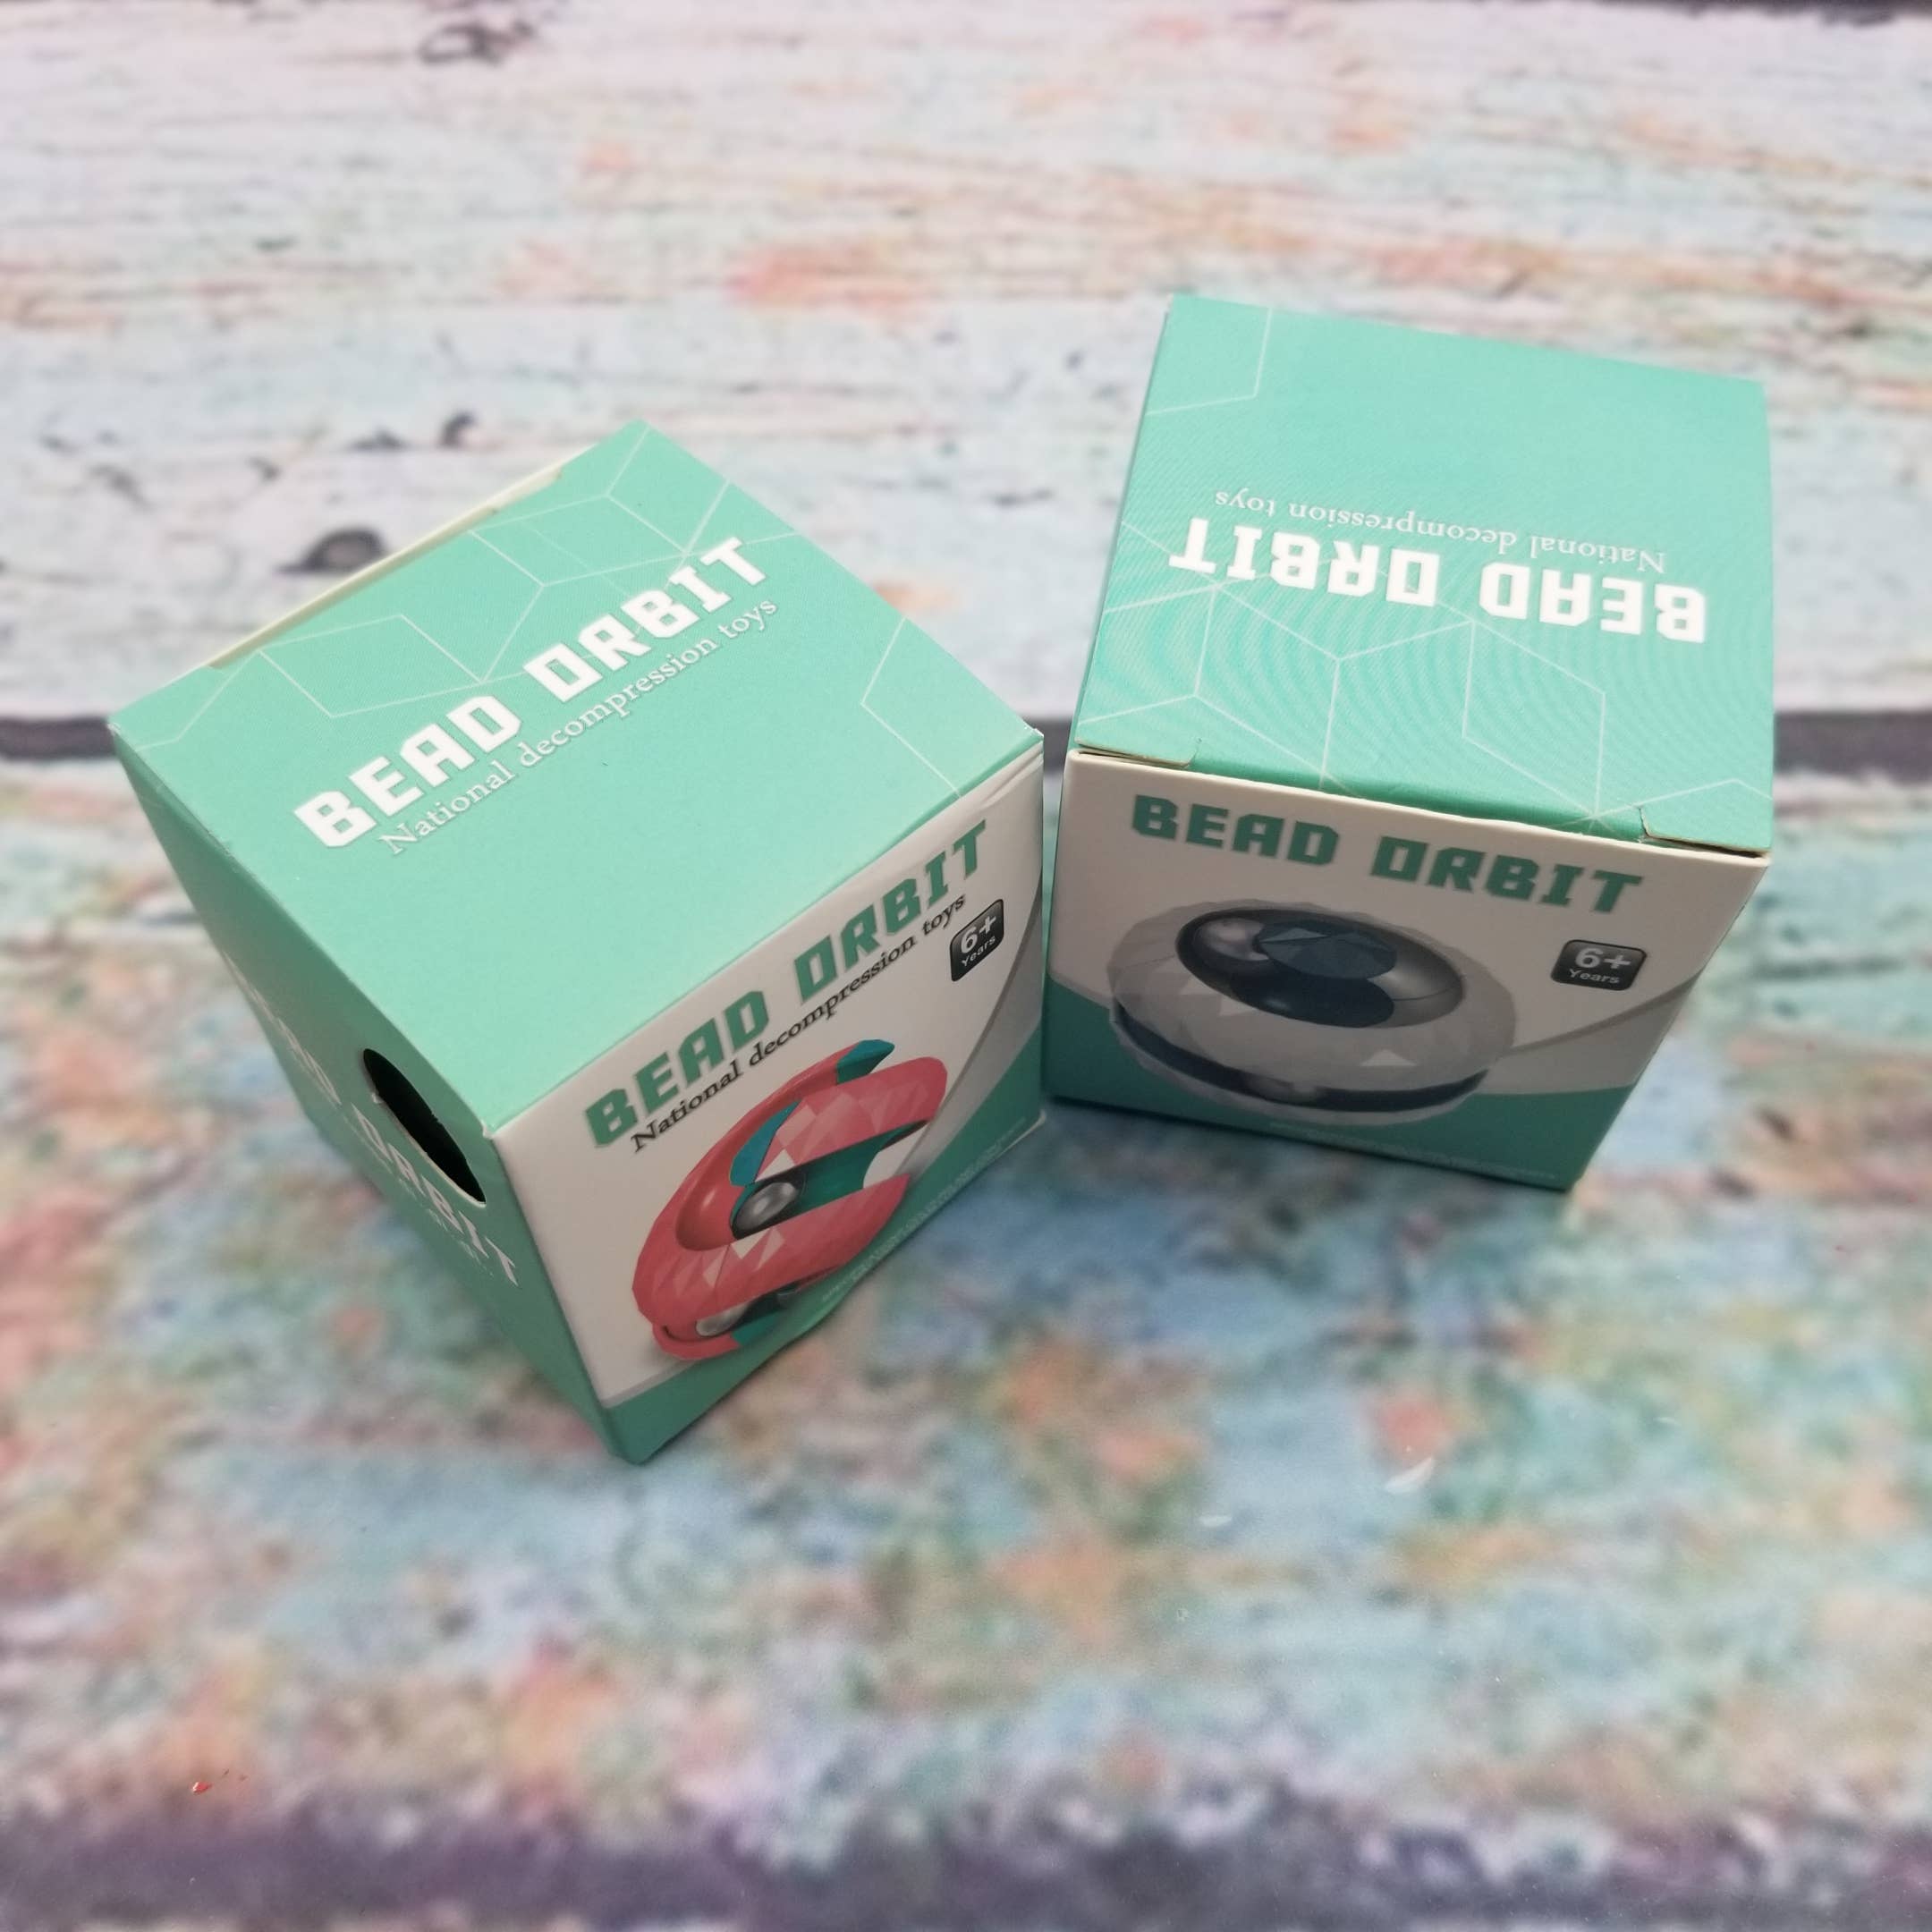 BEAD ORBIT
National decompression toys
BEAD ORBIT
National decompression toys
6+
Years
ORBIT
BEAD ORBIT
National decompression toys
BEAD ORBIT
6+
Years